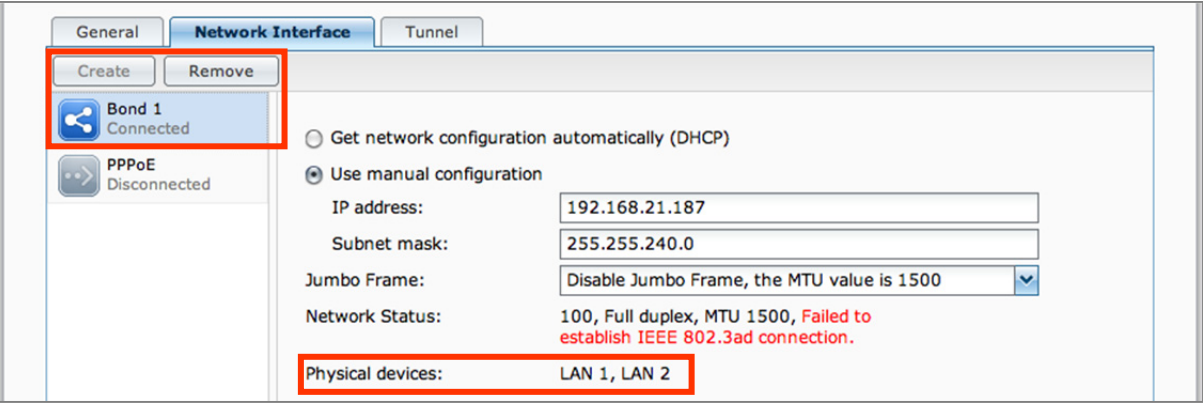 General Network Interface Tunnel
Create Remove
Bond 1
Connected
PPPoE
Disconnected
Get network configuration automatically (DHCP)
Use manual configuration
IP address: 192.168.21.187
Subnet mask: 255.255.240.0
Jumbo Frame: Disable Jumbo Frame, the MTU value is 1500
Network Status: 100, Full duplex, MTU 1500, Failed to
establish IEEE 802.3ad connection.
Physical devices: LAN 1, LAN 2